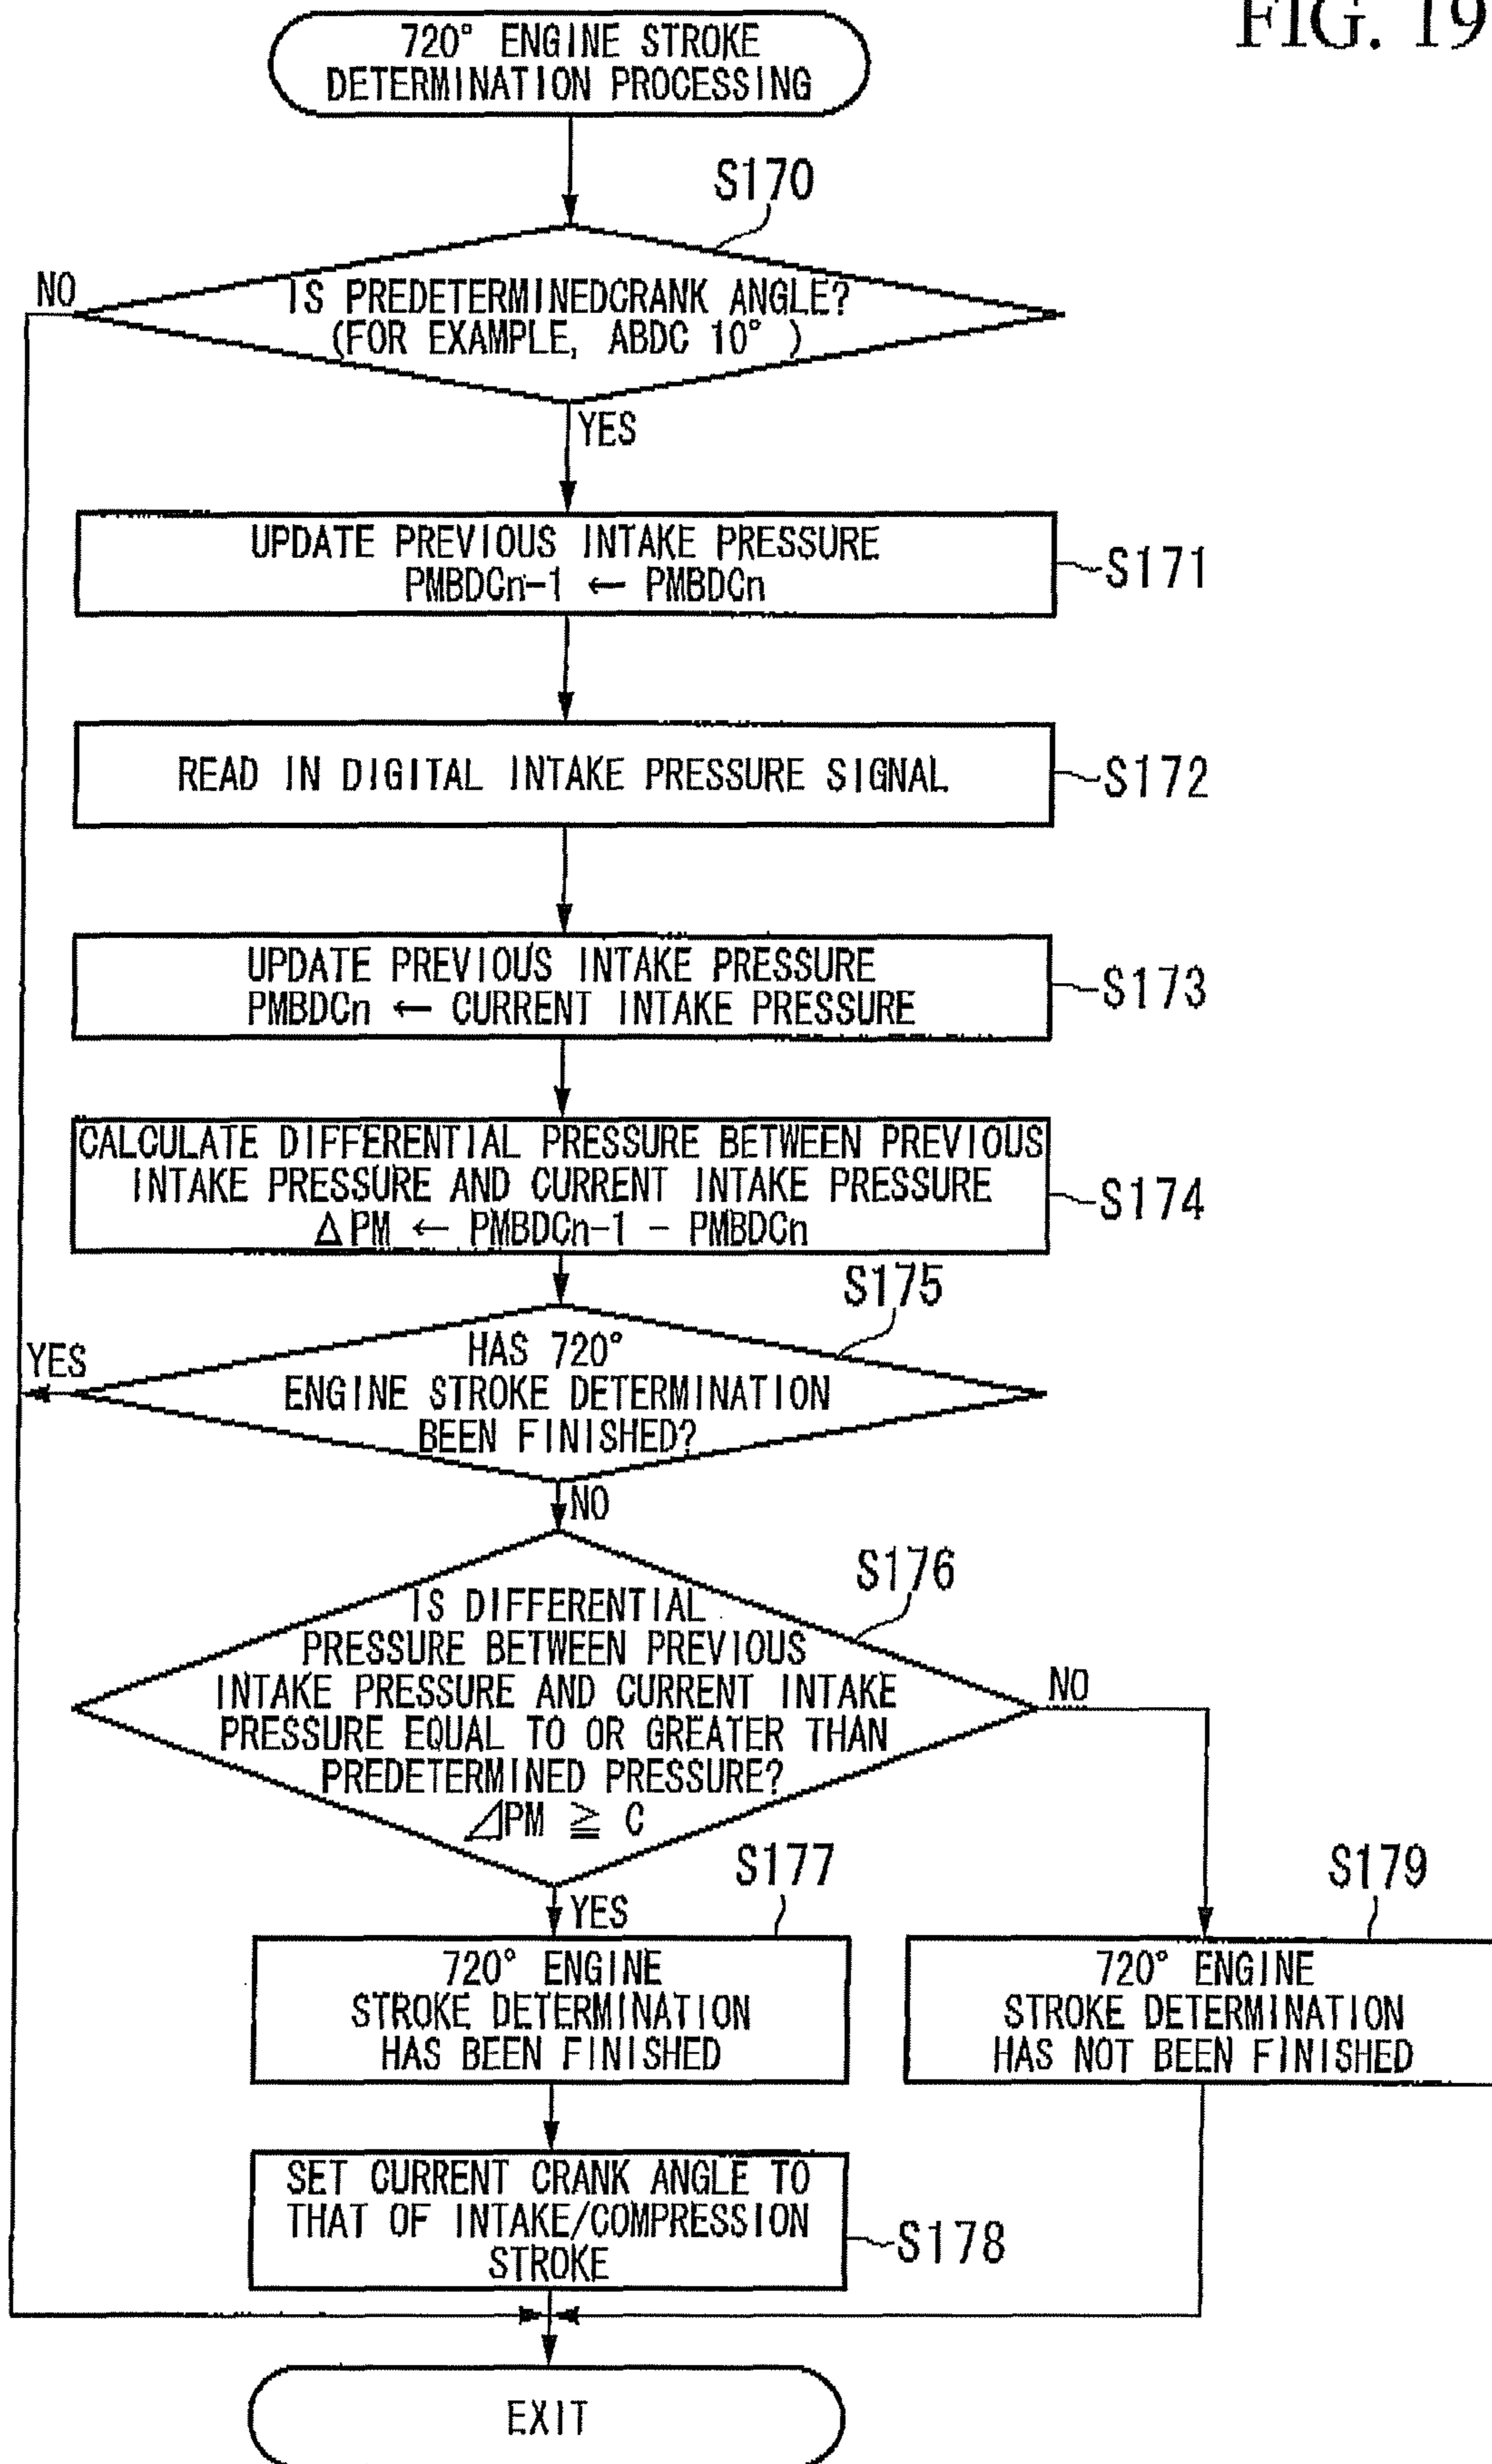 FIG. 19
720° ENGINE STROKE
DETERMINATION PROCESSING
S170
NO
IS PREDETERMINEDCRANK ANGLE?
(FOR EXAMPLE, ABDC 10° )
YES
UPDATE PREVIOUS INTAKE PRESSURE
PMBDCn-1 ← PMBDCn
S171
READ IN DIGITAL INTAKE PRESSURE SIGNAL
S172
UPDATE PREVIOUS INTAKE PRESSURE
PMBDCn ← CURRENT INTAKE PRESSURE
S173
CALCULATE DIFFERENTIAL PRESSURE BETWEEN PREVIOUS
INTAKE PRESSURE AND CURRENT INTAKE PRESSURE
ΔPM ← PMBDCn-1 - PMBDCn
S174
S175
YES
HAS 720°
ENGINE STROKE DETERMINATION
BEEN FINISHED?
NO
S176
IS DIFFERENTIAL
PRESSURE BETWEEN PREVIOUS
INTAKE PRESSURE AND CURRENT INTAKE
PRESSURE EQUAL TO OR GREATER THAN
PREDETERMINED PRESSURE?
⊿PM ≧ C
NO
S177
YES
S179
720° ENGINE
STROKE DETERMINATION
HAS BEEN FINISHED
720° ENGINE
STROKE DETERMINATION
HAS NOT BEEN FINISHED
SET CURRENT CRANK ANGLE TO
THAT OF INTAKE/COMPRESSION
STROKE
S178
EXIT